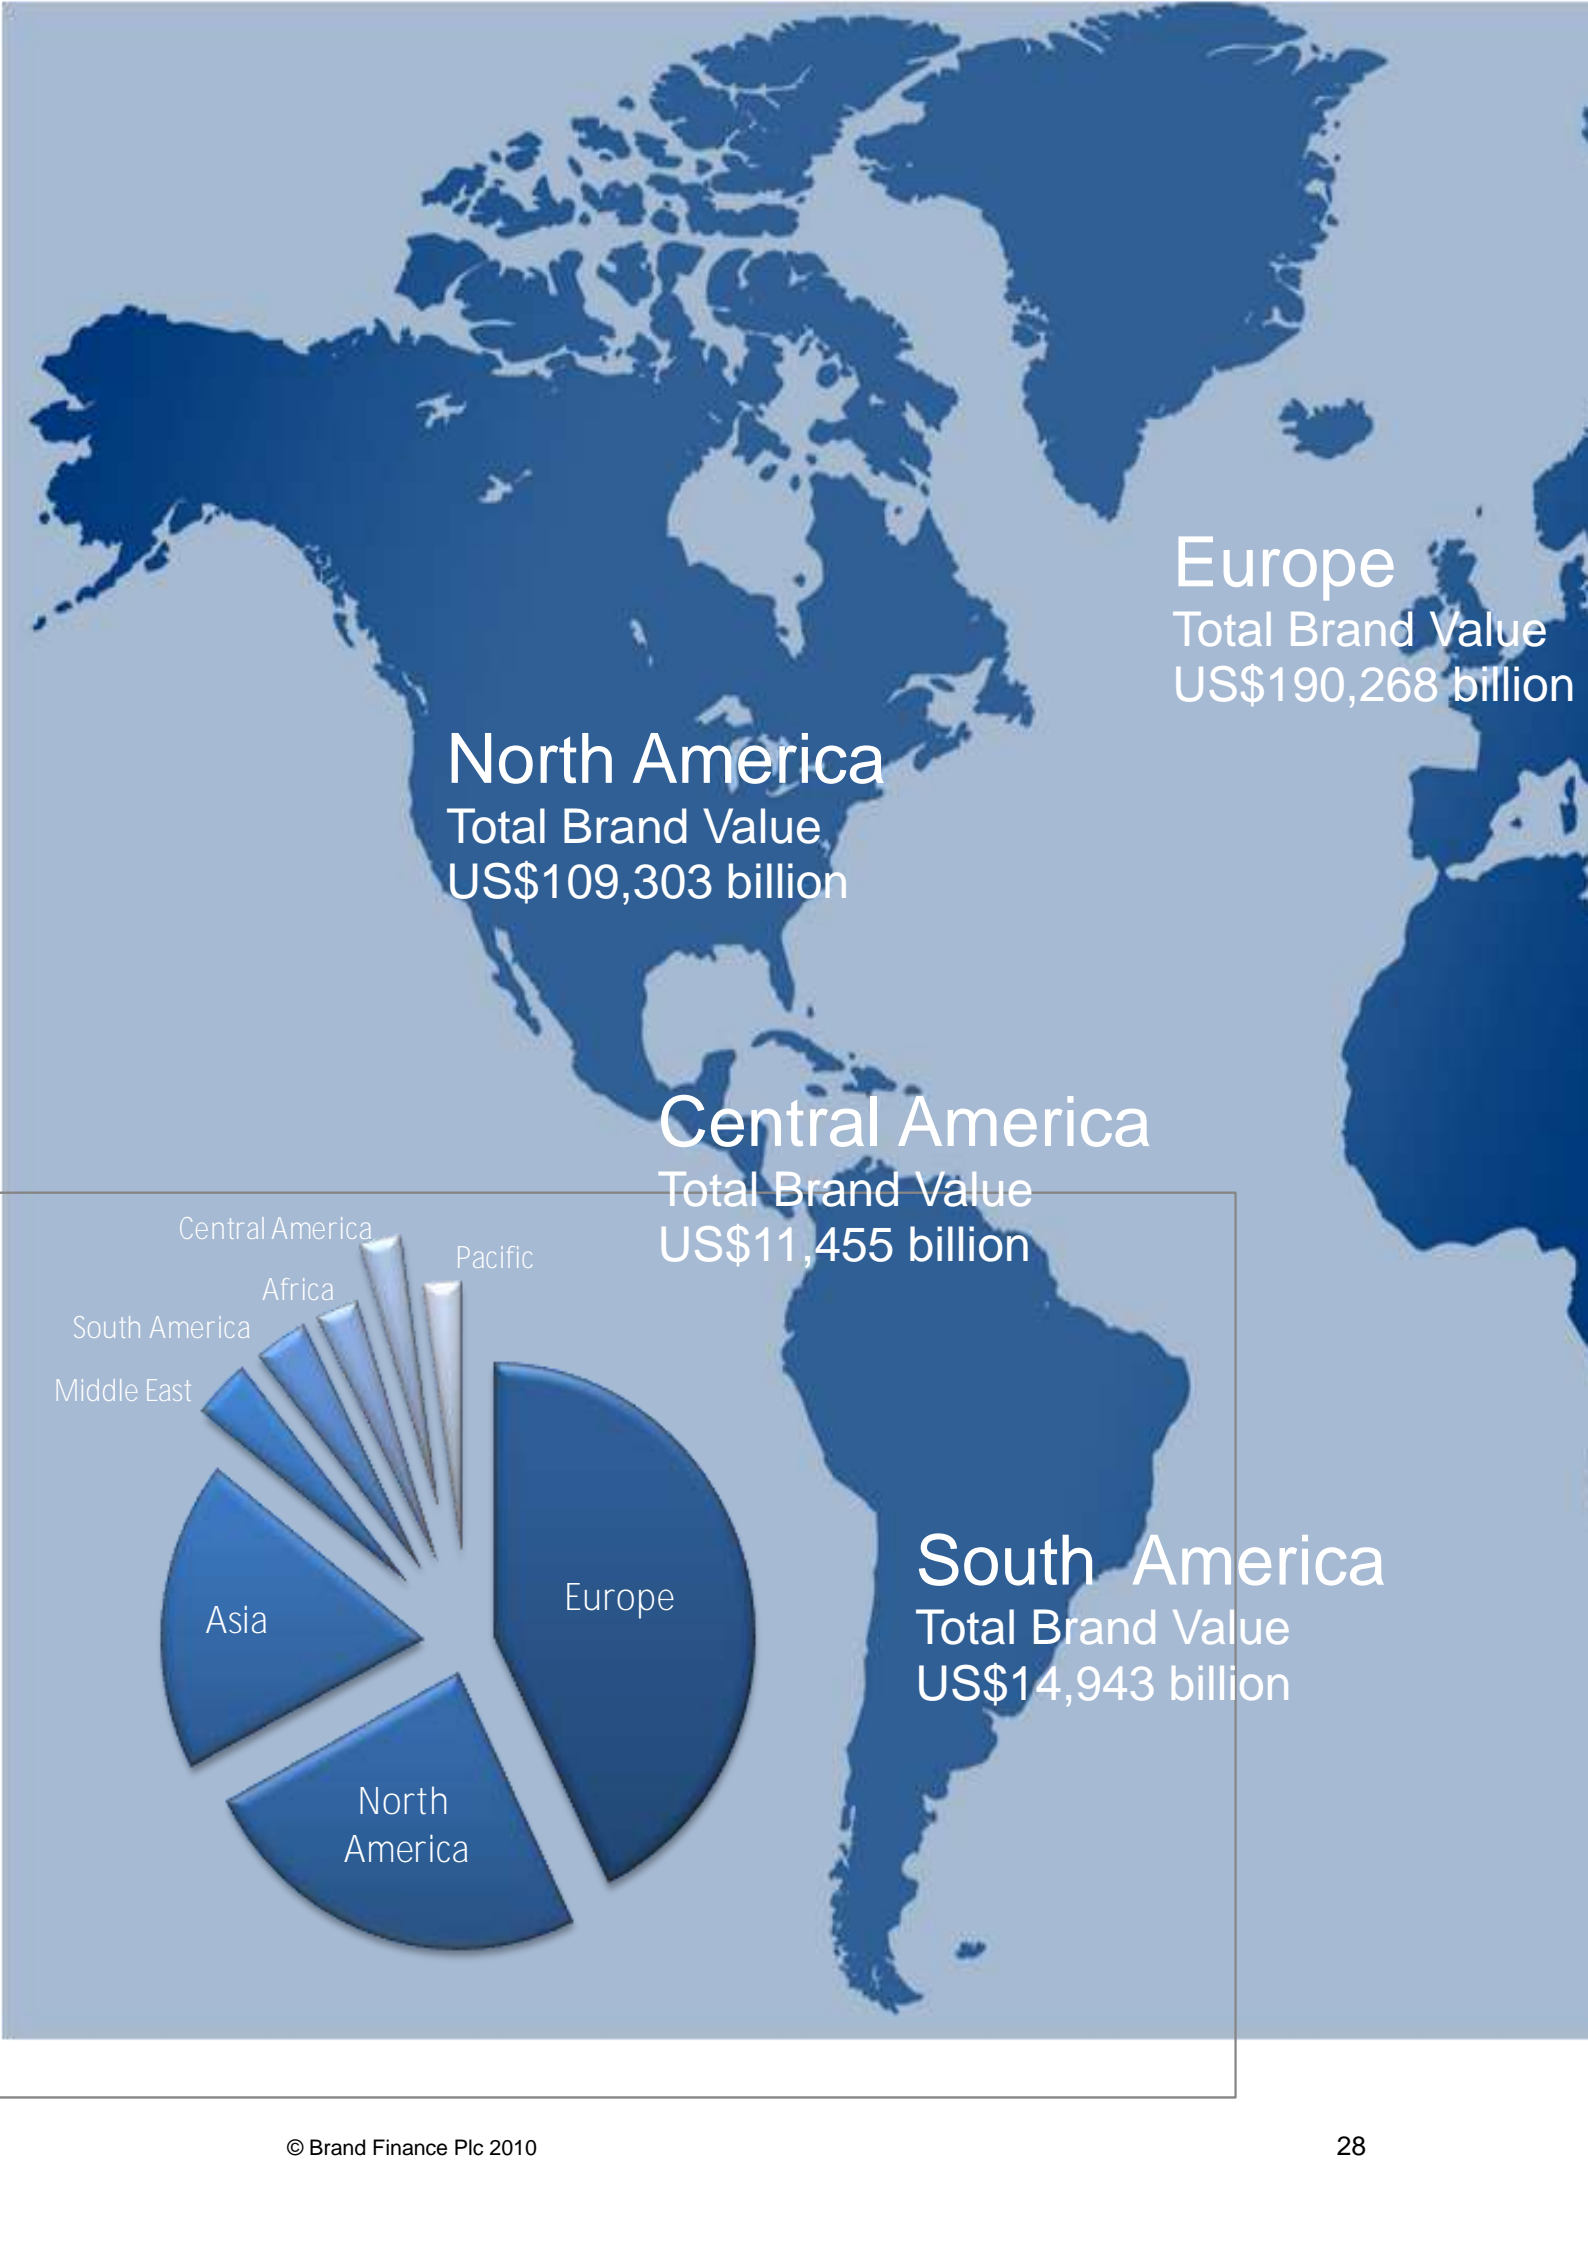 Europe
Total Brand Value
US$190,268 billion
North America
Total Brand Value
US$109,303 billion
Central America
Total Brand Value
US$11,455 billion
Central America
Pacific
Africa
South America
Middle East
Asia
Europe
North
America
South America
Total Brand Value
US$14,943 billion
© Brand Finance Plc 2010
28